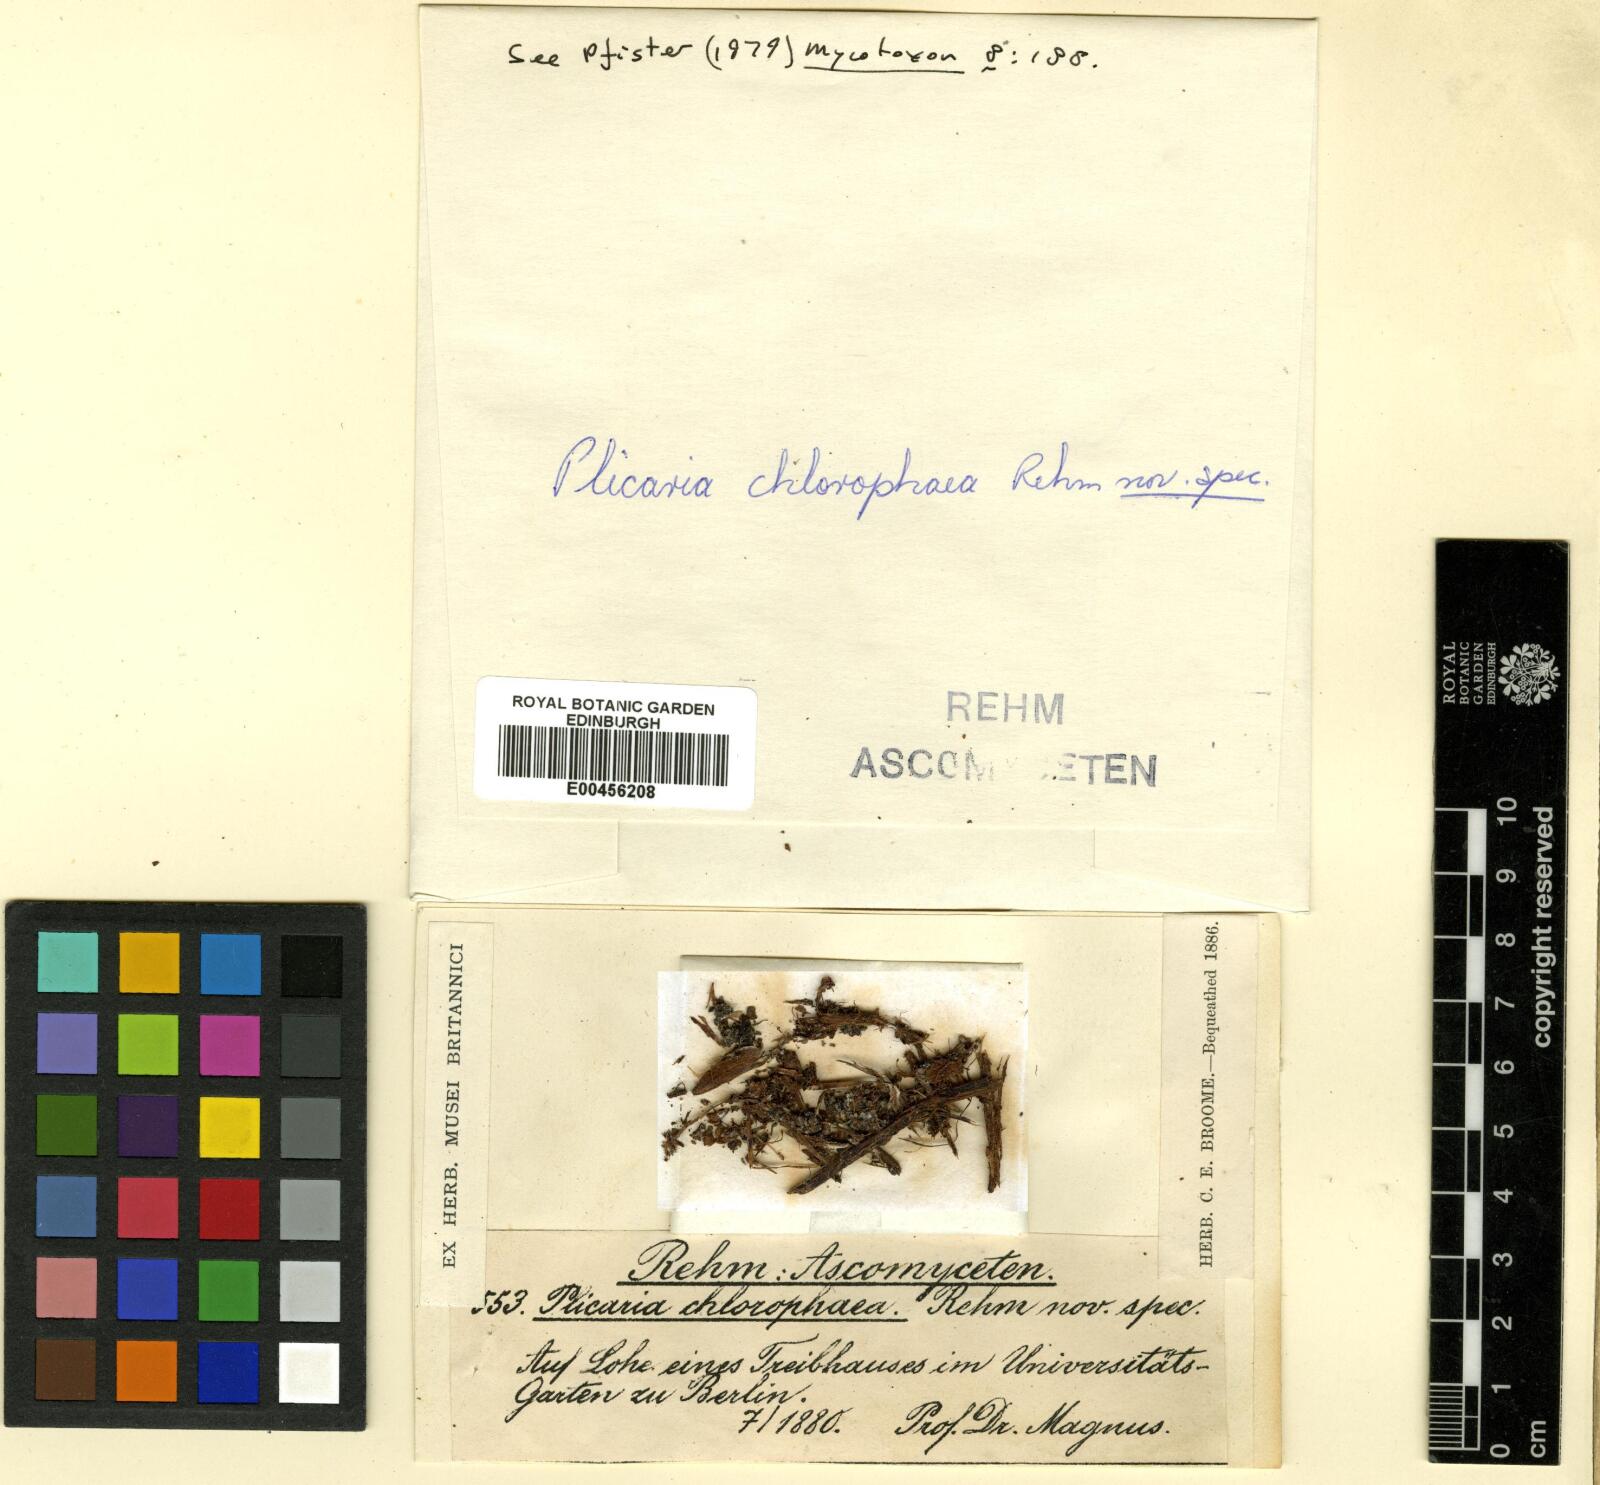 See Pfister (1979) Mycotaxon 8: 188.
Plicaria chlorophaea Rehm nov. spec.
ROYAL BOTANIC GARDEN
EDINBURGH
E00456208
REHM
ASCOMYCETEN
EX HERB. MUSEI BRITANNICI
HERB. C. E. BROOME.—Bequeathed 1886.
Rehm: Ascomyceten.
553. Plicaria chlorophaea. Rehm nov. spec.
Auf Lohe eines Treibhauses im Universitäts-
Garten zu Berlin.
7/1880. Prof. Dr. Magnus.
ROYAL
BOTANIC
GARDEN
EDINBURGH
0 1 2 3 4 5 6 7 8 9 10
cm
copyright reserved